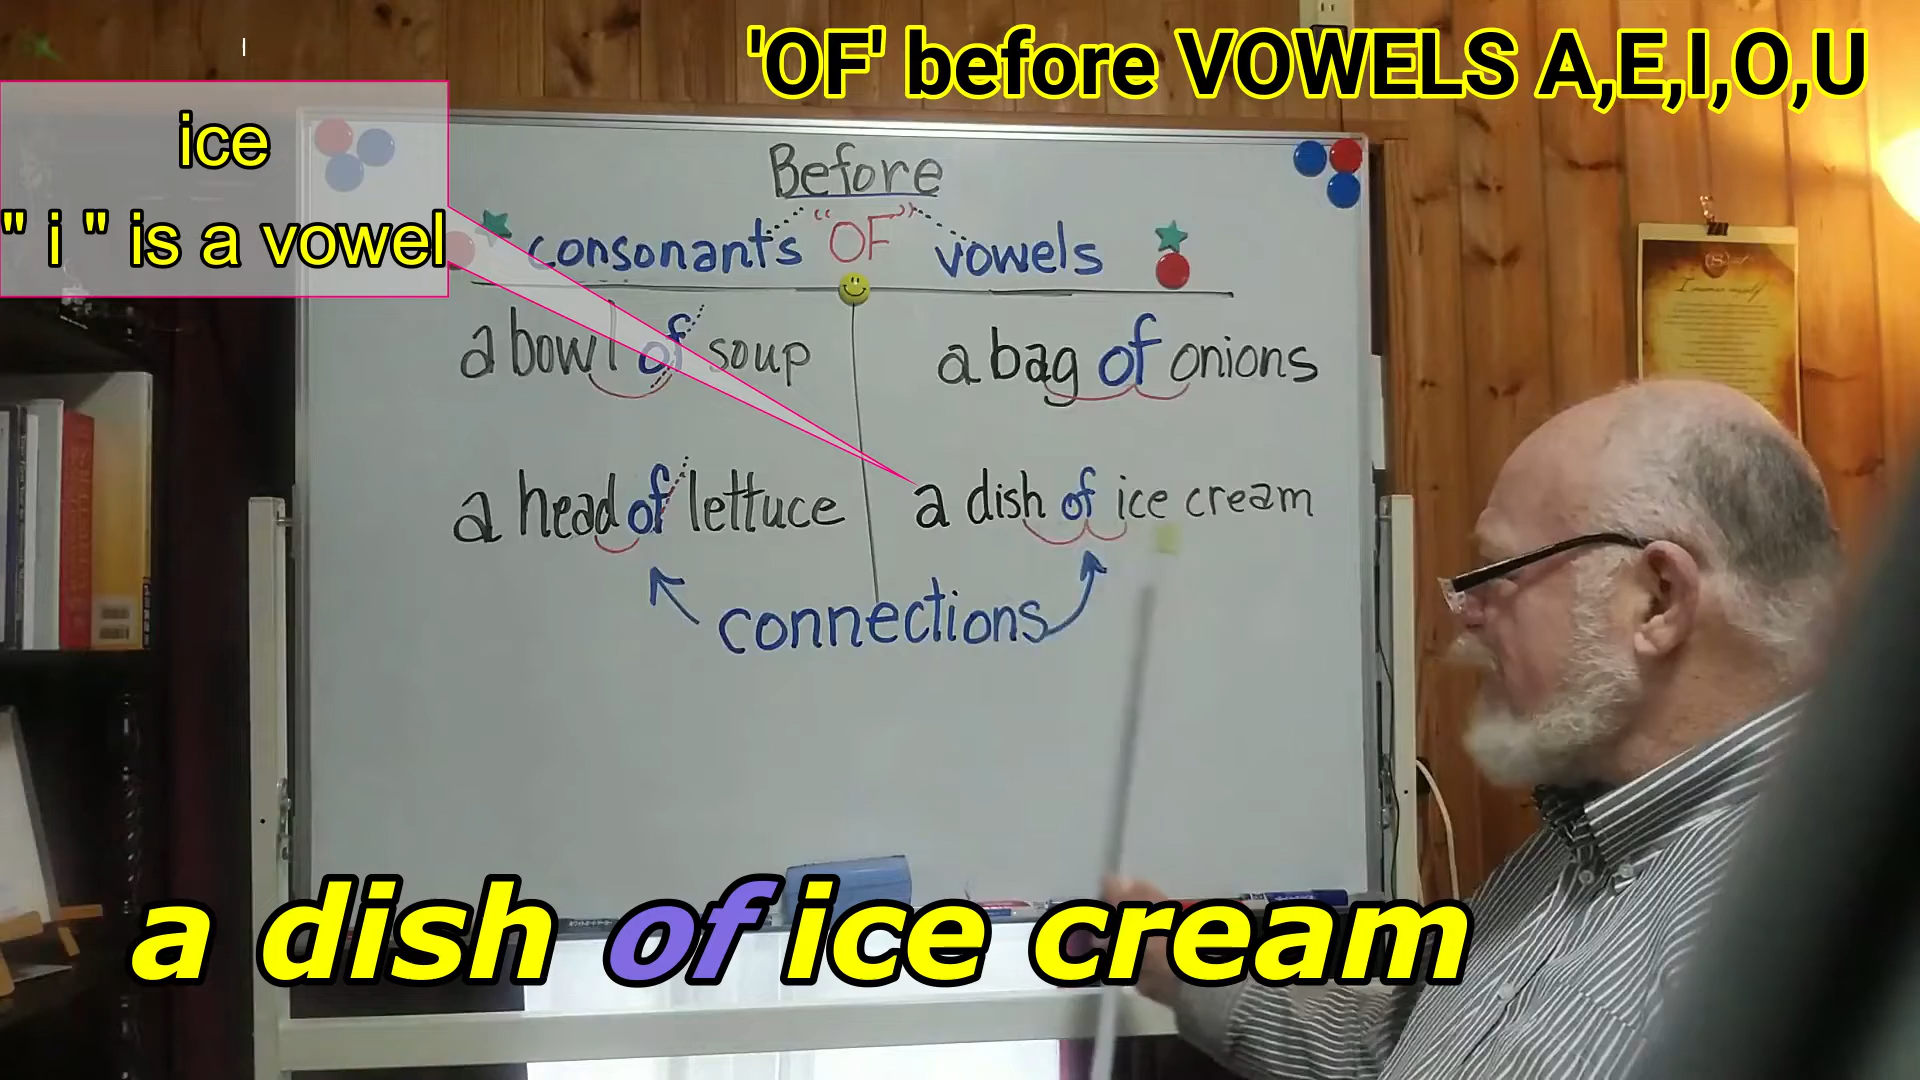 'OF' before VOWELS A,E,I,O,U
ice
" i " is a vowel
Before
consonants "OF" vowels
a bowl of soup
a bag of onions
a head of lettuce
a dish of ice cream
connections
a dish of ice cream